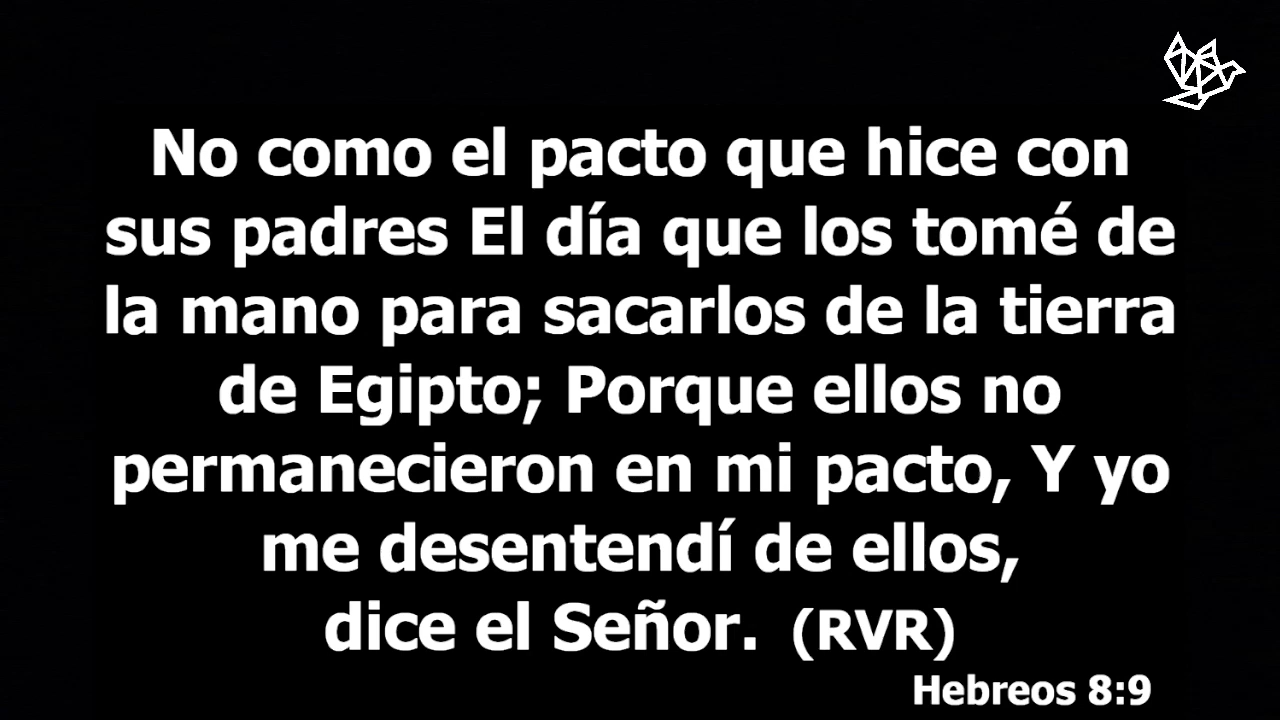 No como el pacto que hice con
sus padres El día que los tomé de
la mano para sacarlos de la tierra
de Egipto; Porque ellos no
permanecieron en mi pacto, Y yo
me desentendí de ellos,
dice el Señor. (RVR)
Hebreos 8:9